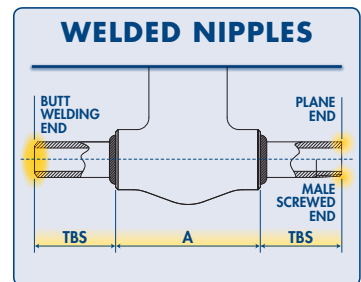 WELDED NIPPLES
BUTT
WELDING
END
PLANE
END
MALE
SCREWED
END
TBS
A
TBS